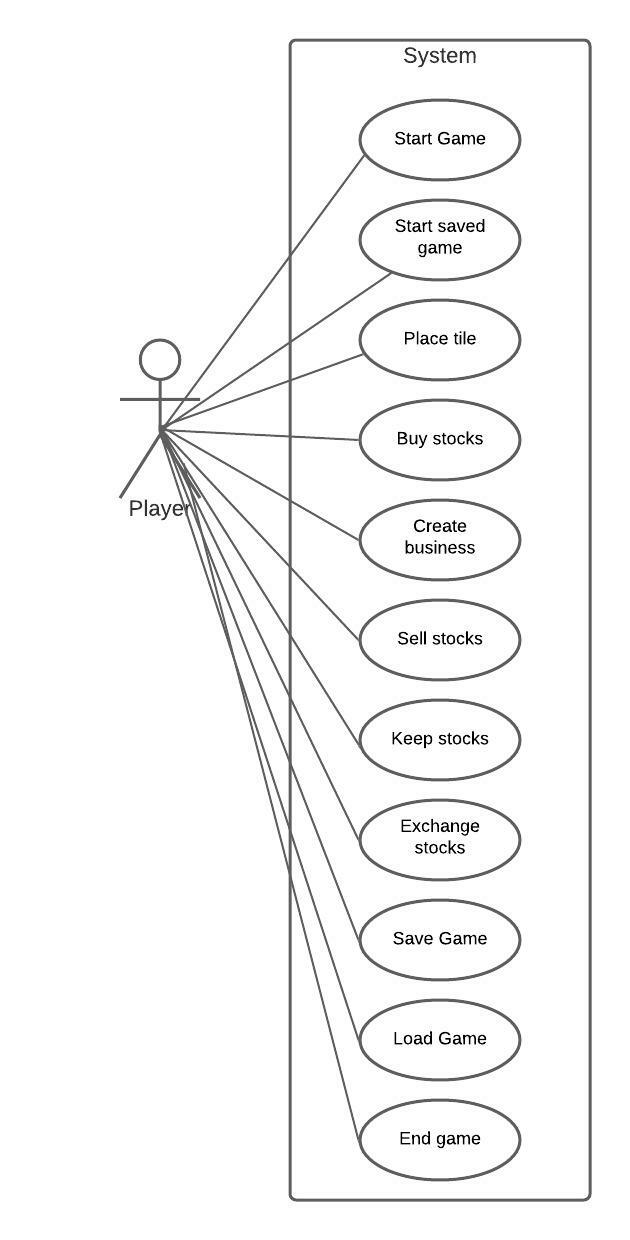 System
Start Game
Start saved
game
Place tile
Buy stocks
Player
Create
business
Sell stocks
Keep stocks
Exchange
stocks
Save Game
Load Game
End game